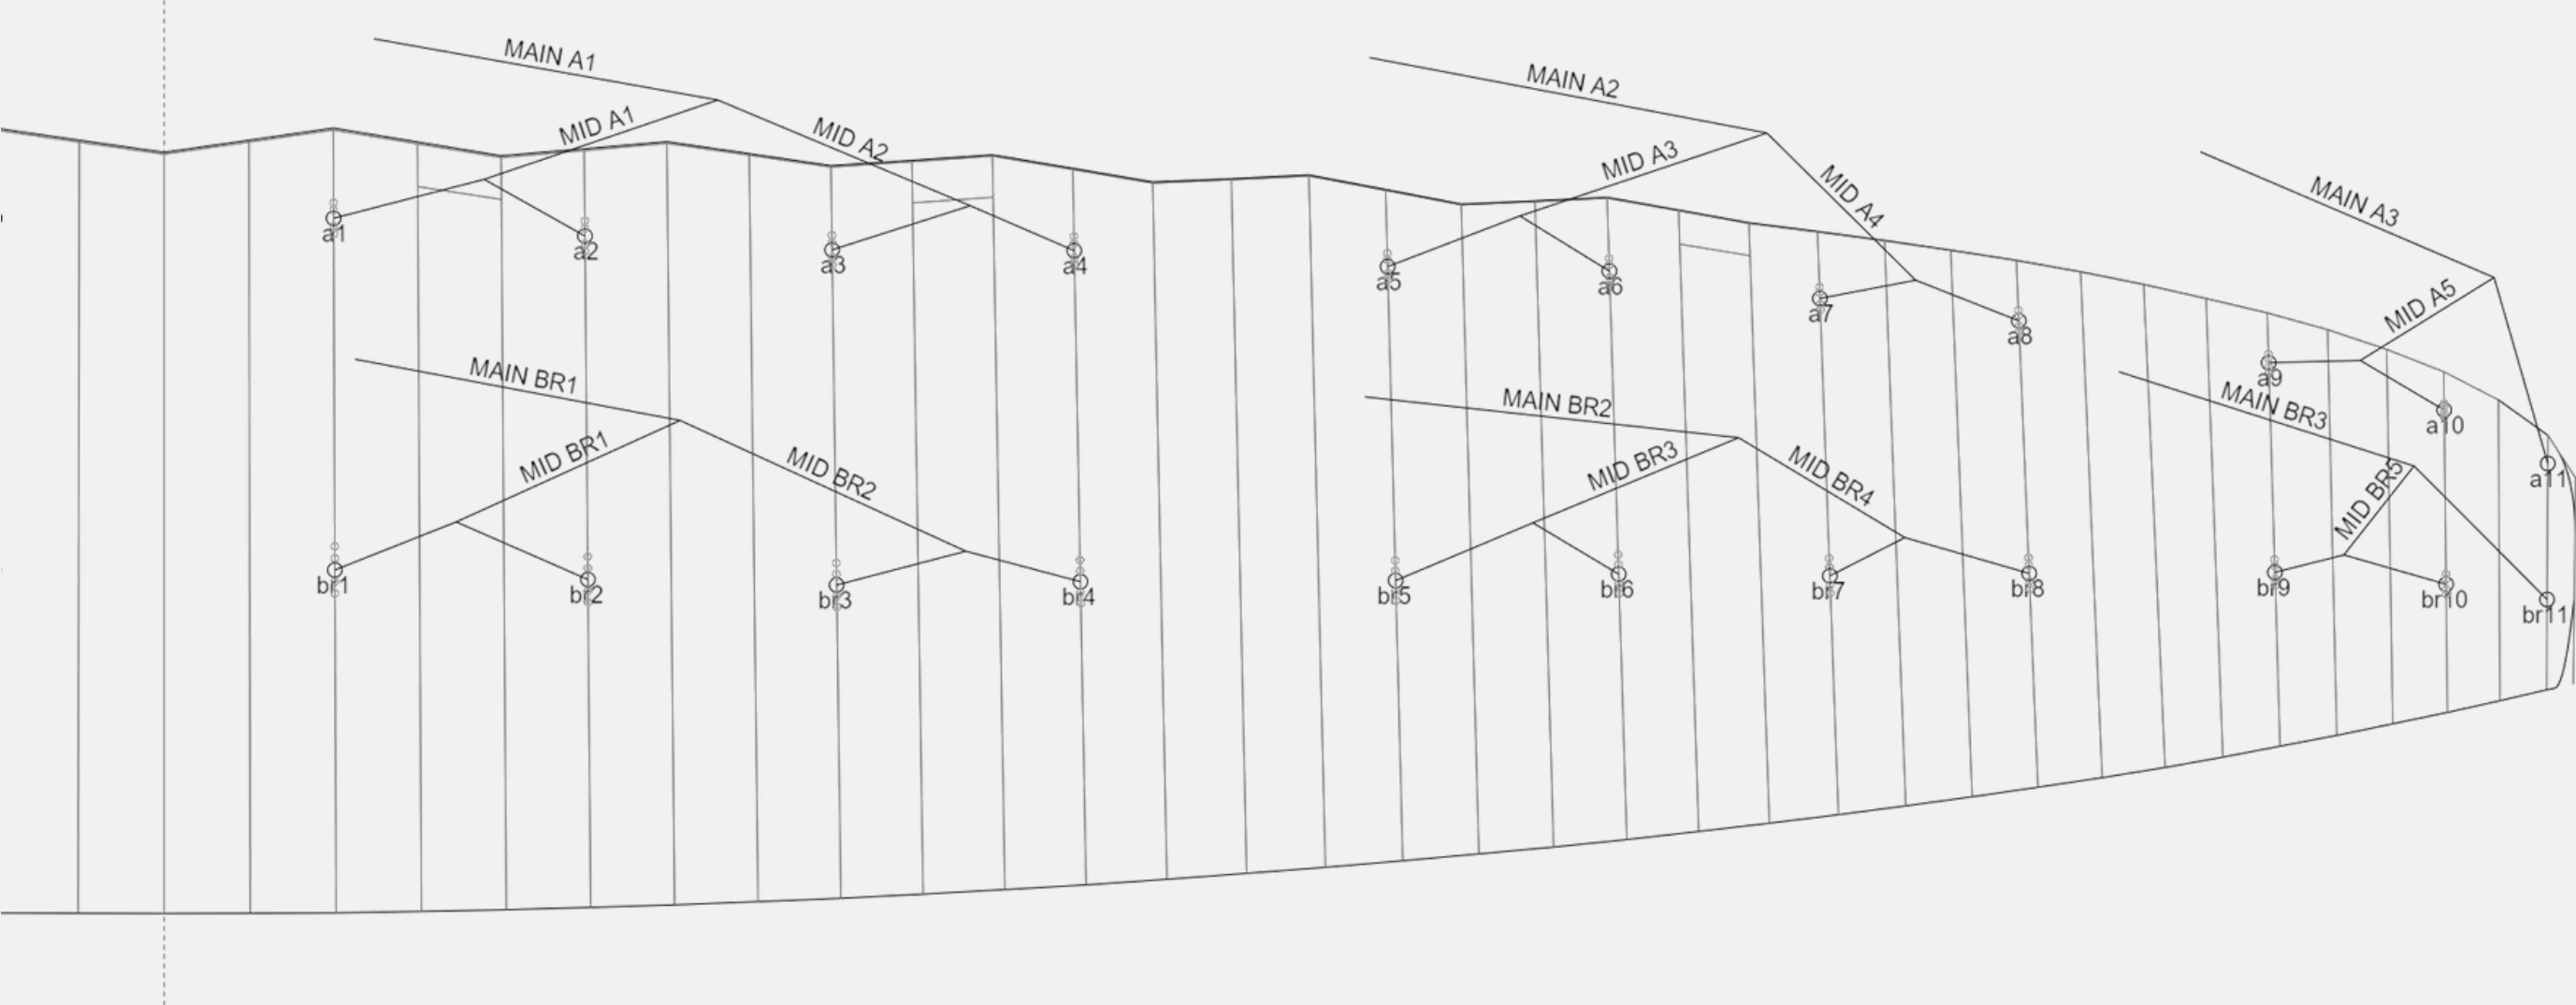 MAIN A1
MAIN A2
MID A1
MID A2
MID A3
MID A4
MAIN A3
a1
a2
a3
a4
a5
a6
a7
a8
MID A5
a9
a10
a11
MAIN BR1
MAIN BR2
MAIN BR3
MID BR1
MID BR2
MID BR3
MID BR4
MID BR5
br1
br2
br3
br4
br5
br6
br7
br8
br9
br10
br11